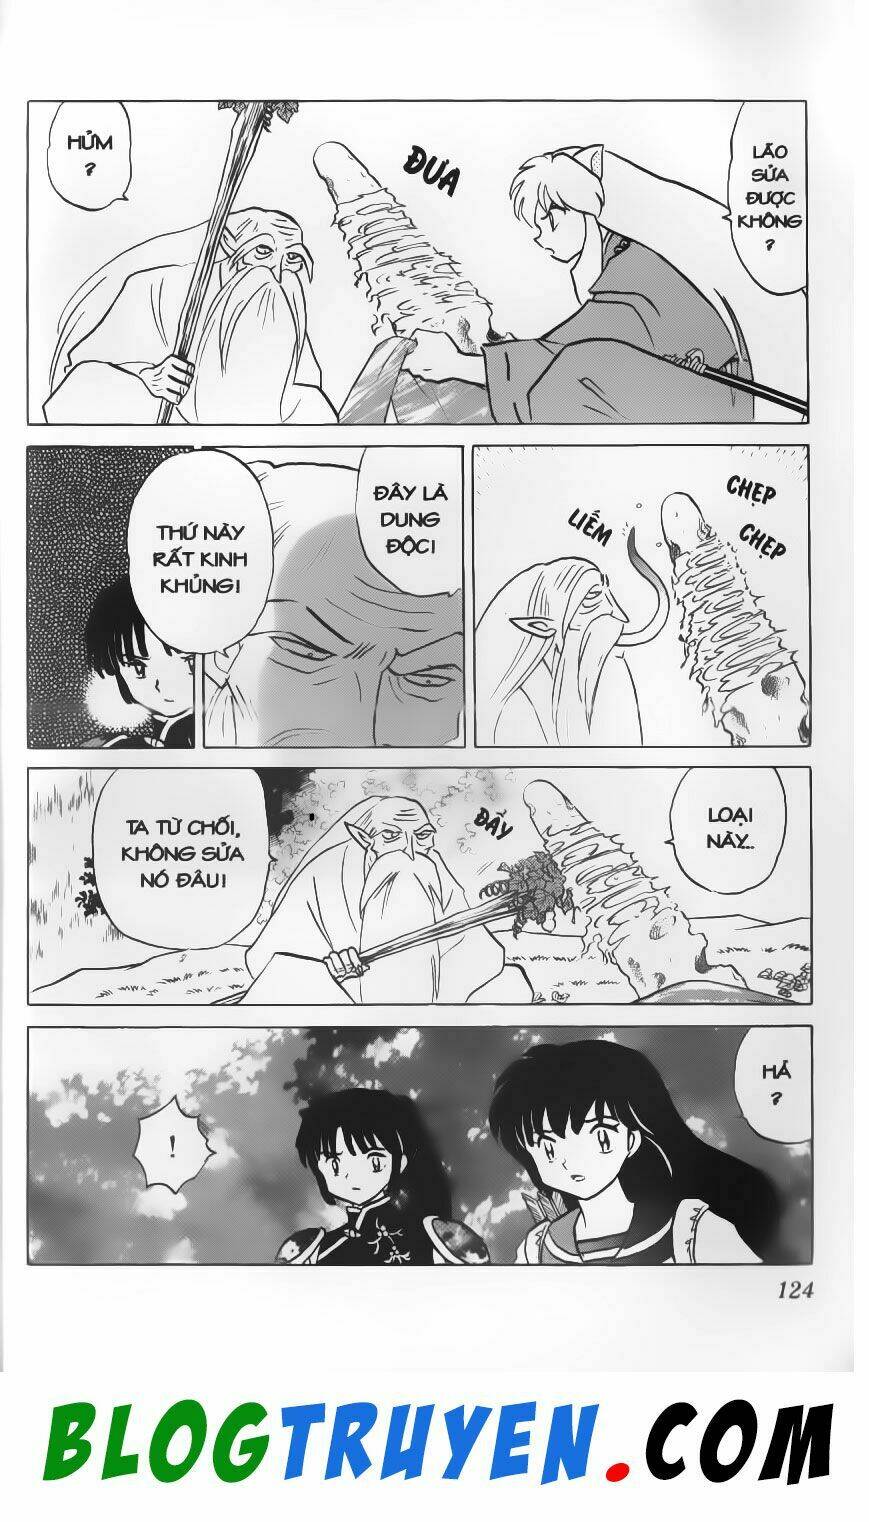 LÃO
SỬA
ĐƯỢC
KHÔNG
?
ĐƯA
HỬM
?
CHẸP
CHẸP
LIẾM
ĐÂY LÀ
DUNG
ĐỘC!
THỨ NÀY
RẤT KINH
KHỦNG!
LOẠI
NÀY...
ĐẨY
TA TỪ CHỐI,
KHÔNG SỬA
NÓ ĐÂU!
HẢ
?
!
124
BLOGTRUYEN.COM